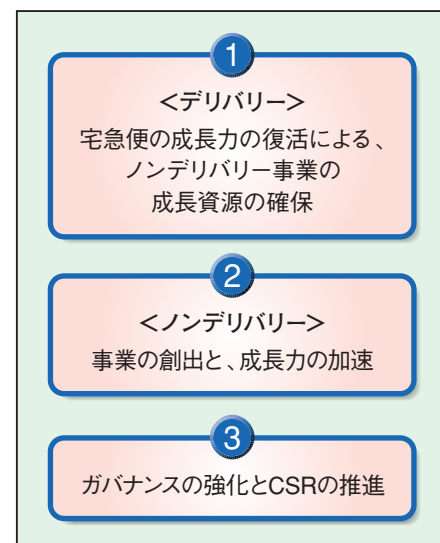 1
＜デリバリー＞
宅急便の成長力の復活による、
ノンデリバリー事業の
成長資源の確保
2
＜ノンデリバリー＞
事業の創出と、成長力の加速
3
ガバナンスの強化とCSRの推進